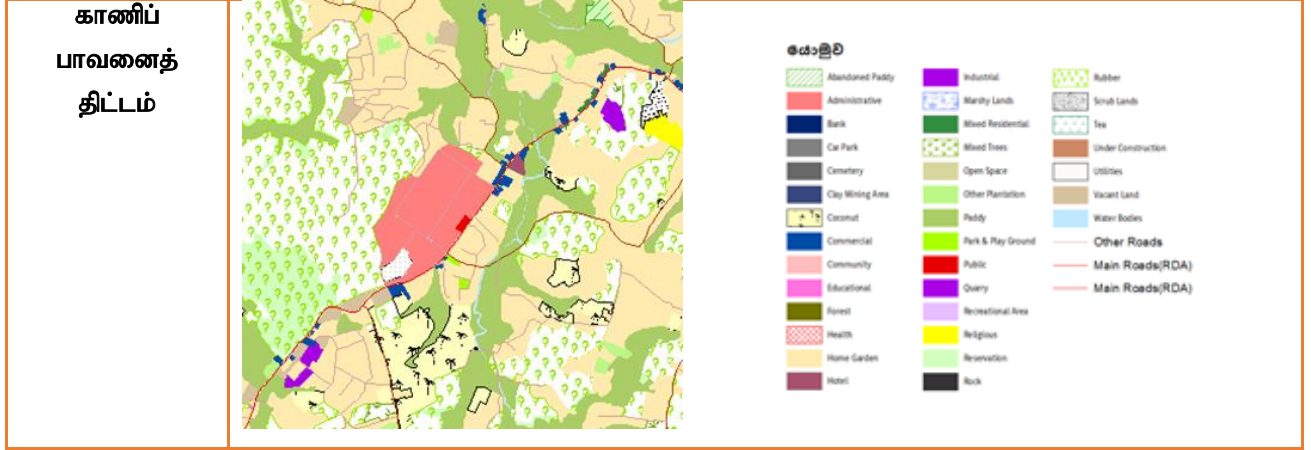 காணிப்
பாவனைத்
திட்டம்
යොමුව
Abandoned Paddy
Administrative
Bank
Car Park
Cemetery
Clay Mining Area
Coconut
Commercial
Community
Educational
Forest
Health
Home Garden
Hotel
Industrial
Marshy Lands
Mixed Residential
Mixed Trees
Open Space
Other Plantation
Paddy
Park & Play Ground
Public
Quarry
Recreational Area
Religious
Reservation
Rock
Rubber
Scrub Lands
Tea
Under Construction
Utilities
Vacant Land
Water Bodies
Other Roads
Main Roads(RDA)
Main Roads(RDA)